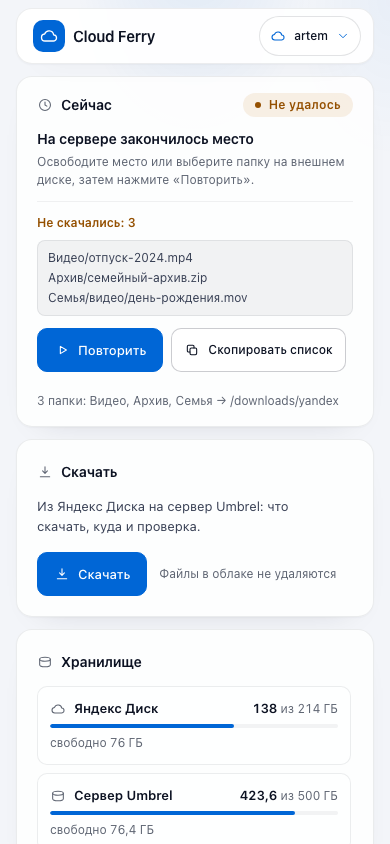 Cloud Ferry
artem
Сейчас
Не удалось
На сервере закончилось место
Освободите место или выберите папку на внешнем
диске, затем нажмите «Повторить».
Не скачались: 3
Видео/отпуск-2024.mp4
Архив/семейный-архив.zip
Семья/видео/день-рождения.mov
Повторить
Скопировать список
3 папки: Видео, Архив, Семья → /downloads/yandex
Скачать
Из Яндекс Диска на сервер Umbrel: что
скачать, куда и проверка.
Скачать
Файлы в облаке не удаляются
Хранилище
Яндекс Диск
138 из 214 ГБ
свободно 76 ГБ
Сервер Umbrel
423,6 из 500 ГБ
свободно 76,4 ГБ